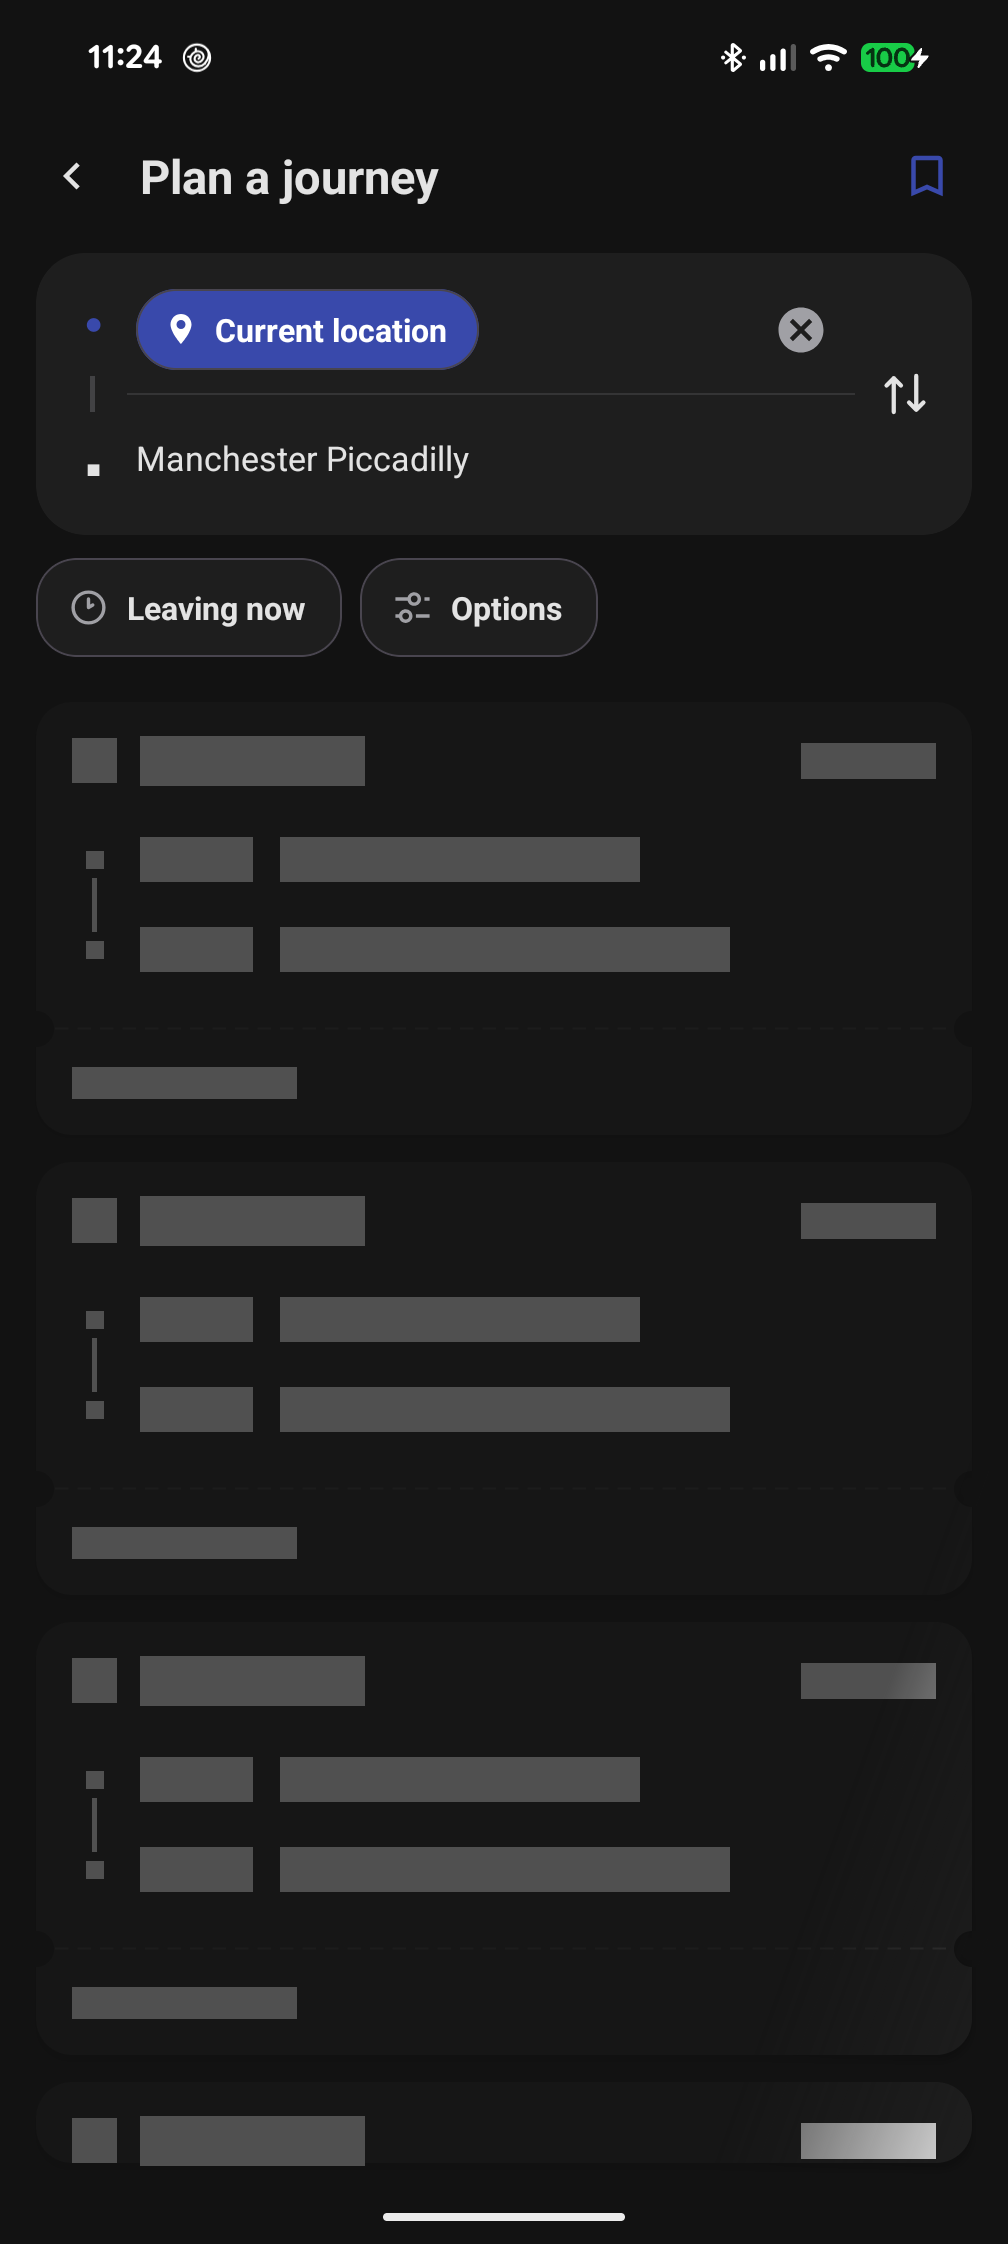 11:24
100
Plan a journey
Current location
Manchester Piccadilly
Leaving now
Options